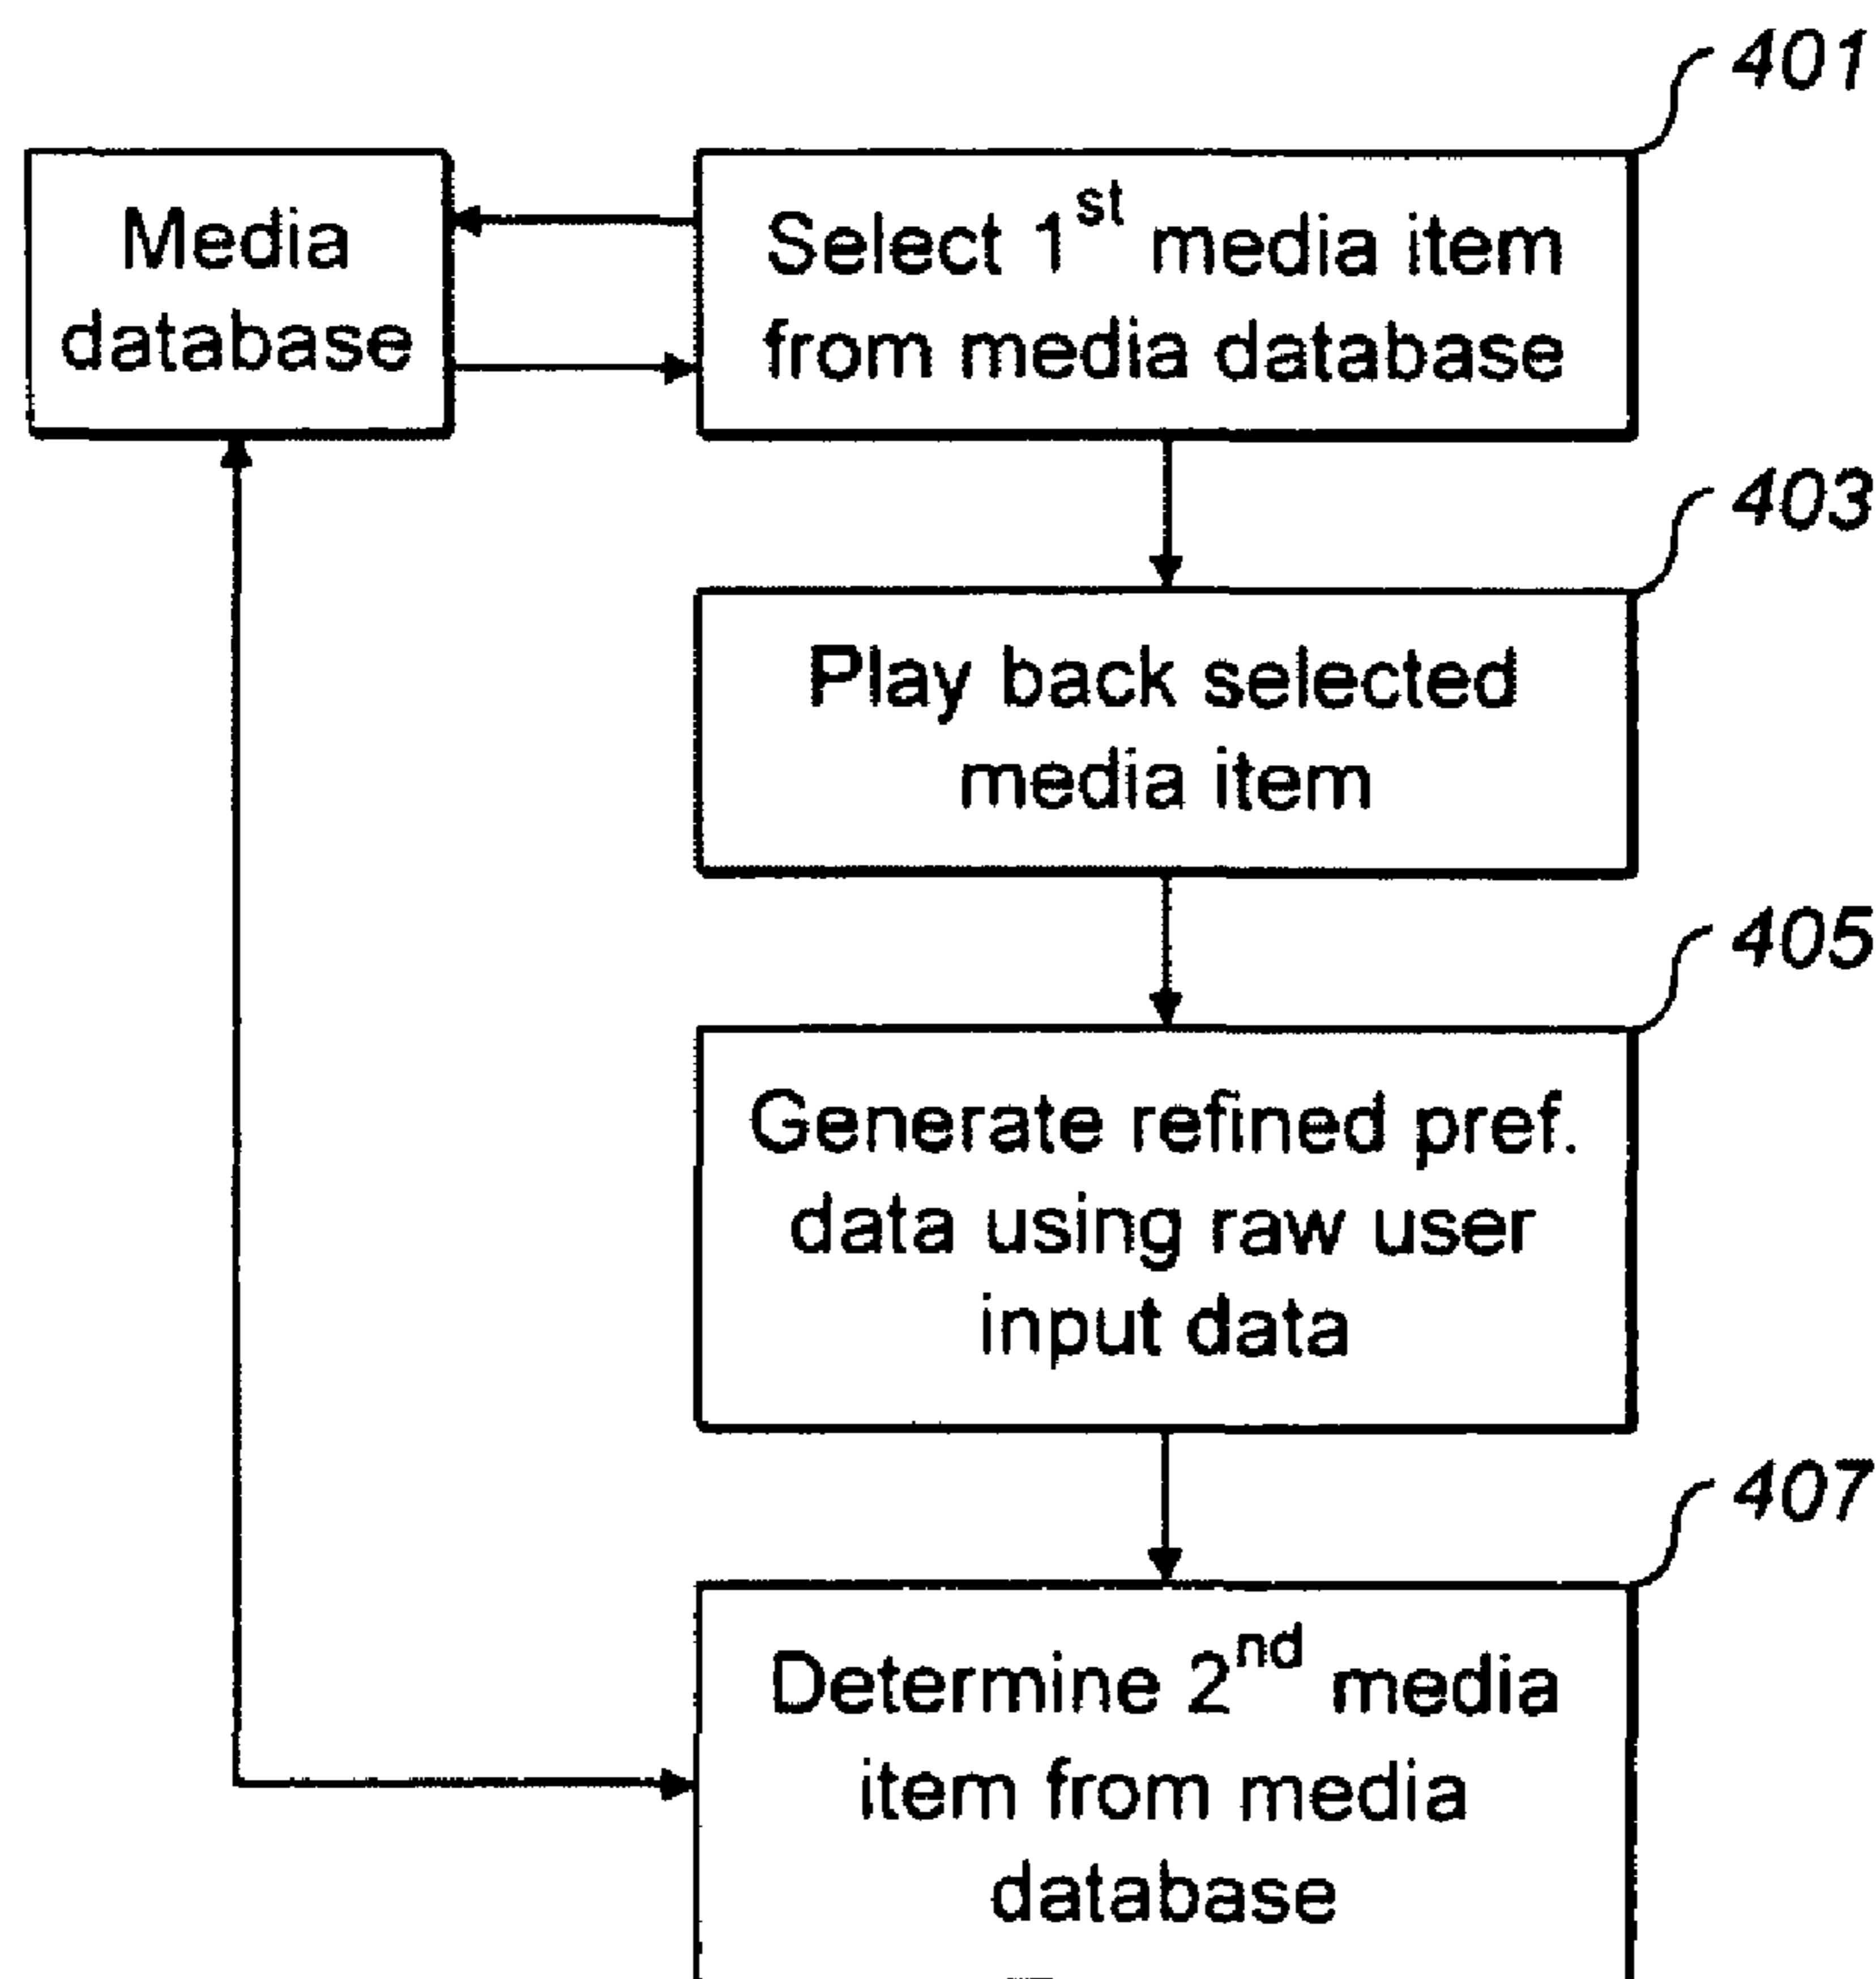 401
Media
database
Select 1st media item
from media database
403
Play back selected
media item
405
Generate refined pref.
data using raw user
input data
407
Determine 2nd media
item from media
database